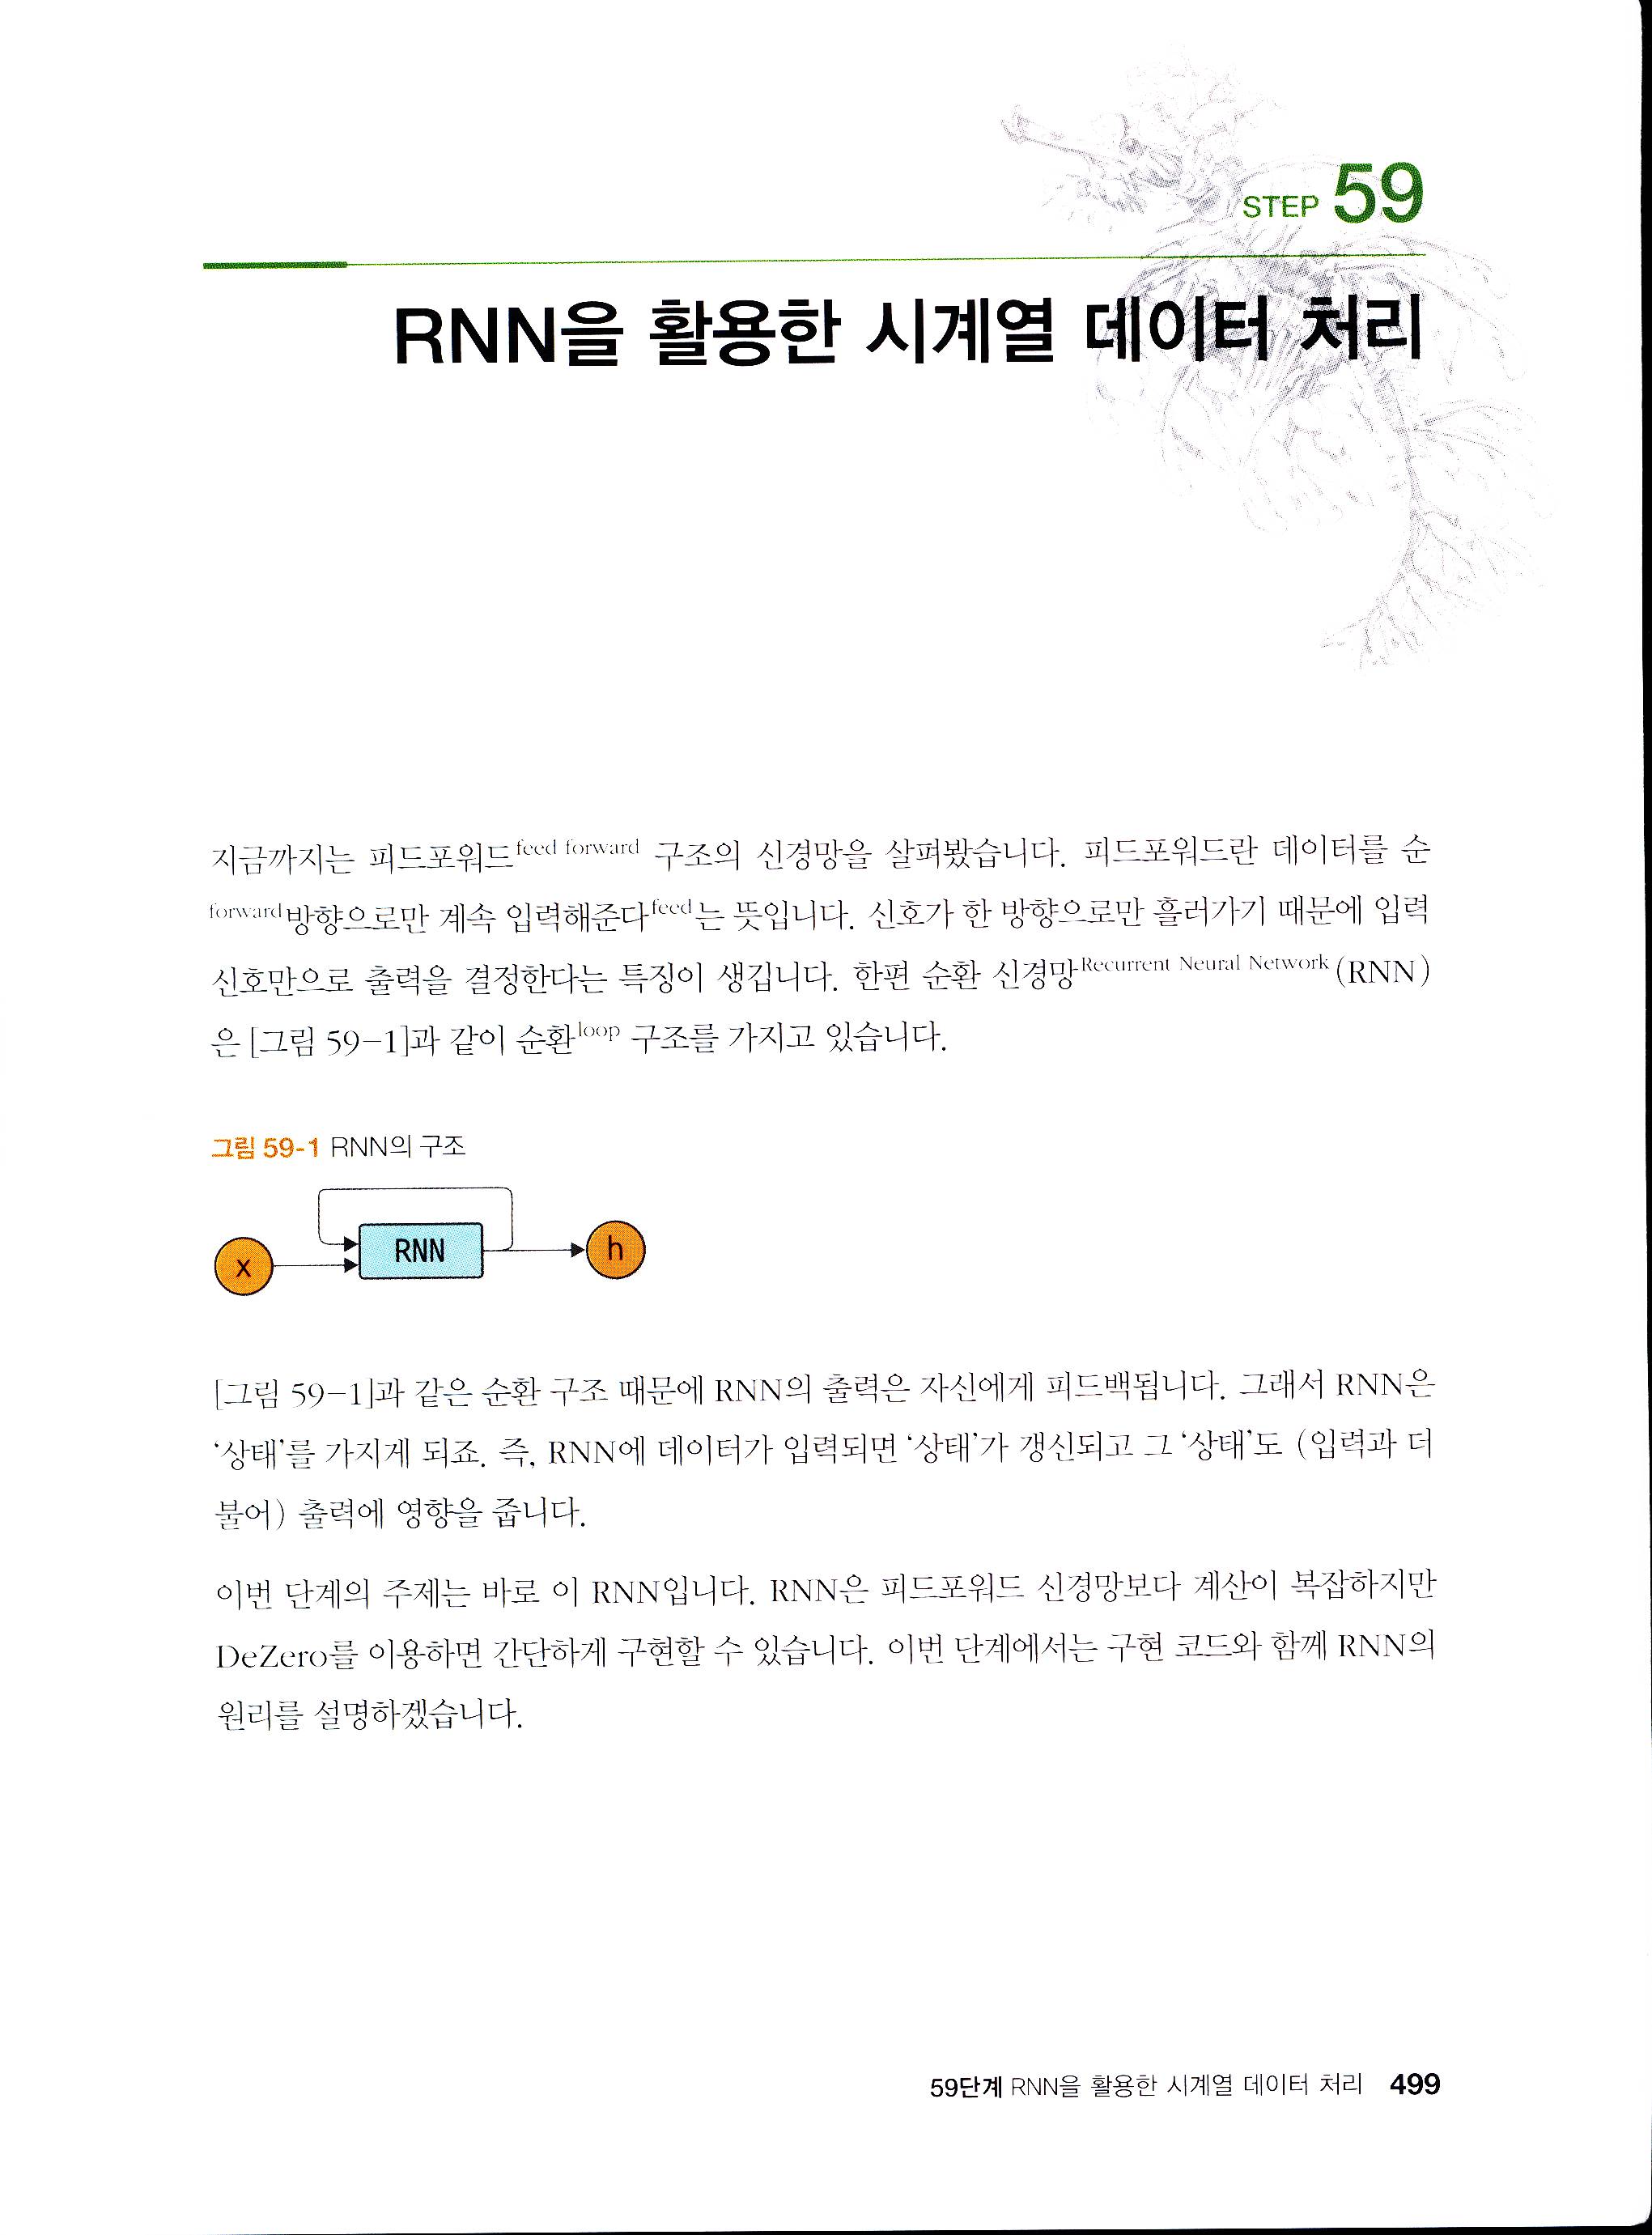 STEP 59
RNN을 활용한 시계열 데이터 처리
지금까지는 피드포워드feed forward 구조의 신경망을 살펴봤습니다. 피드포워드란 데이터를 순
forward방향으로만 계속 입력해준다feed는 뜻입니다. 신호가 한 방향으로만 흘러가기 때문에 입력
신호만으로 출력을 결정한다는 특징이 생깁니다. 한편 순환 신경망Recurrent Neural Network(RNN)
은 [그림 59-1]과 같이 순환loop 구조를 가지고 있습니다.
그림 59-1 RNN의 구조
x RNN h
[그림 59-1]과 같은 순환 구조 때문에 RNN의 출력은 자신에게 피드백됩니다. 그래서 RNN은
‘상태’를 가지게 되죠. 즉, RNN에 데이터가 입력되면 ‘상태’가 갱신되고 그 ‘상태’도 (입력과 더
불어) 출력에 영향을 줍니다.
이번 단계의 주제는 바로 이 RNN입니다. RNN은 피드포워드 신경망보다 계산이 복잡하지만
DeZero를 이용하면 간단하게 구현할 수 있습니다. 이번 단계에서는 구현 코드와 함께 RNN의
원리를 설명하겠습니다.
59단계 RNN을 활용한 시계열 데이터 처리 499